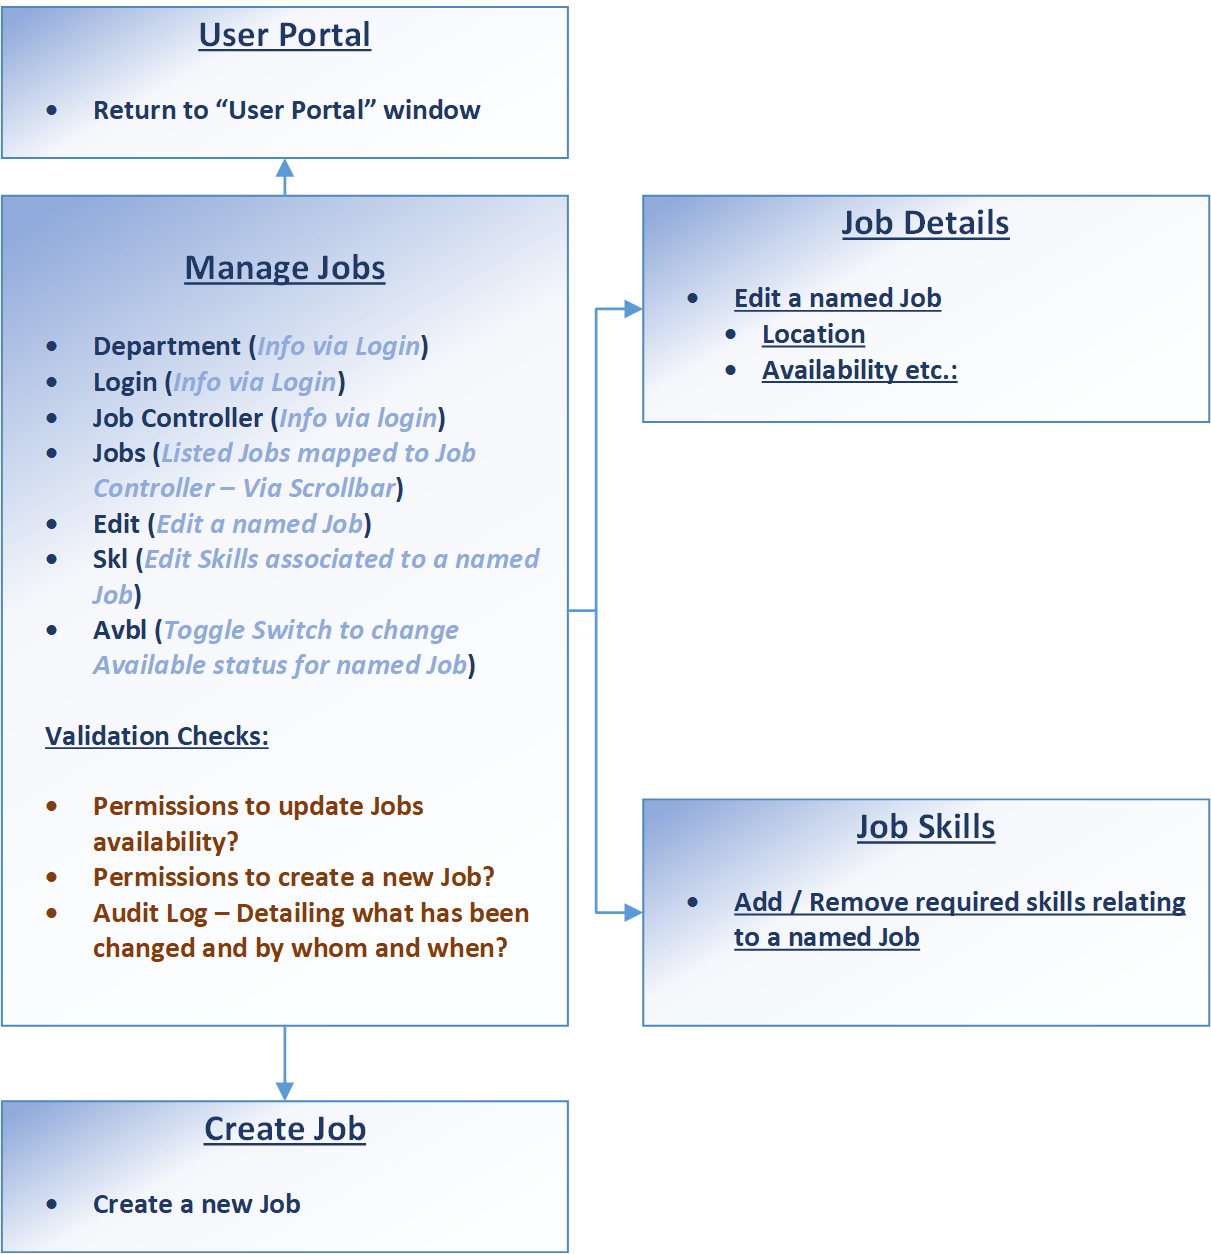 User Portal
• Return to “User Portal” window
Manage Jobs
• Department (Info via Login)
• Login (Info via Login)
• Job Controller (Info via login)
• Jobs (Listed Jobs mapped to Job
Controller – Via Scrollbar)
• Edit (Edit a named Job)
• Skl (Edit Skills associated to a named
Job)
• Avbl (Toggle Switch to change
Available status for named Job)
Validation Checks:
• Permissions to update Jobs
availability?
• Permissions to create a new Job?
• Audit Log – Detailing what has been
changed and by whom and when?
Job Details
• Edit a named Job
• Location
• Availability etc.:
Job Skills
• Add / Remove required skills relating
to a named Job
Create Job
• Create a new Job